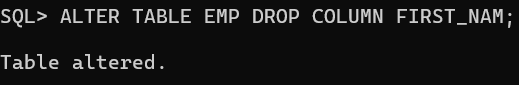 SQL> ALTER TABLE EMP DROP COLUMN FIRST_NAM;
Table altered.